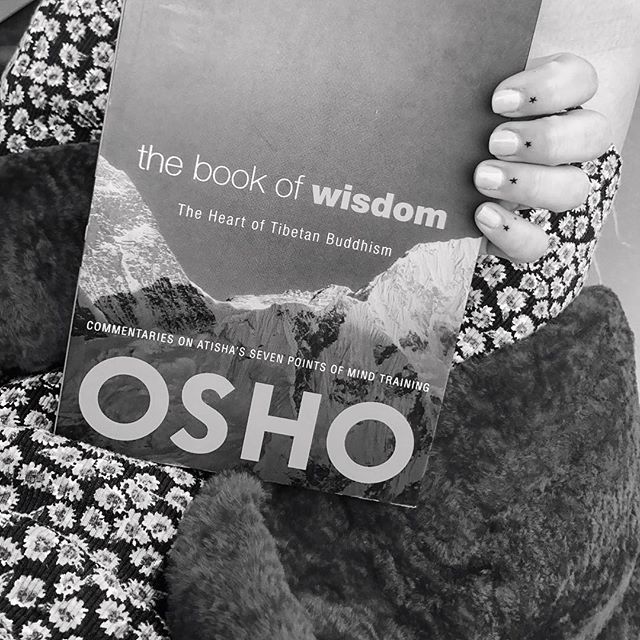 the book of wisdom
The Heart of Tibetan Buddhism
COMMENTARIES ON ATISHA'S SEVEN POINTS OF MIND TRAINING
OSHO